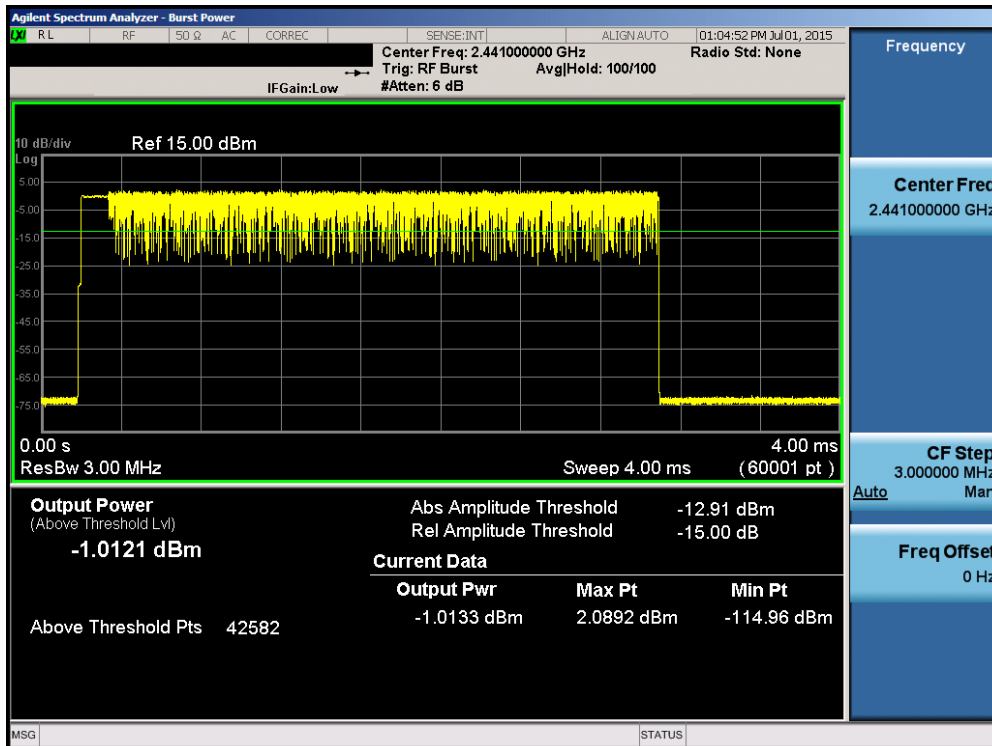 Agilent Spectrum Analyzer - Burst Power
LXI RL RF 50 Ω AC CORREC SENSE:INT ALIGN AUTO 01:04:52 PM Jul 01, 2015
Center Freq: 2.441000000 GHz Radio Std: None
Trig: RF Burst Avg|Hold: 100/100
IFGain:Low #Atten: 6 dB
10 dB/div Ref 15.00 dBm
Log
5.00
-5.00
-15.0
-25.0
-35.0
-45.0
-55.0
-65.0
-75.0
0.00 s 4.00 ms
ResBw 3.00 MHz Sweep 4.00 ms (60001 pt )
Output Power
(Above Threshold Lvl)
-1.0121 dBm
Above Threshold Pts 42582
Abs Amplitude Threshold -12.91 dBm
Rel Amplitude Threshold -15.00 dB
Current Data
Output Pwr Max Pt Min Pt
-1.0133 dBm 2.0892 dBm -114.96 dBm
Frequency
Center Freq
2.441000000 GHz
CF Step
3.000000 MHz
Auto Man
Freq Offset
0 Hz
MSG STATUS